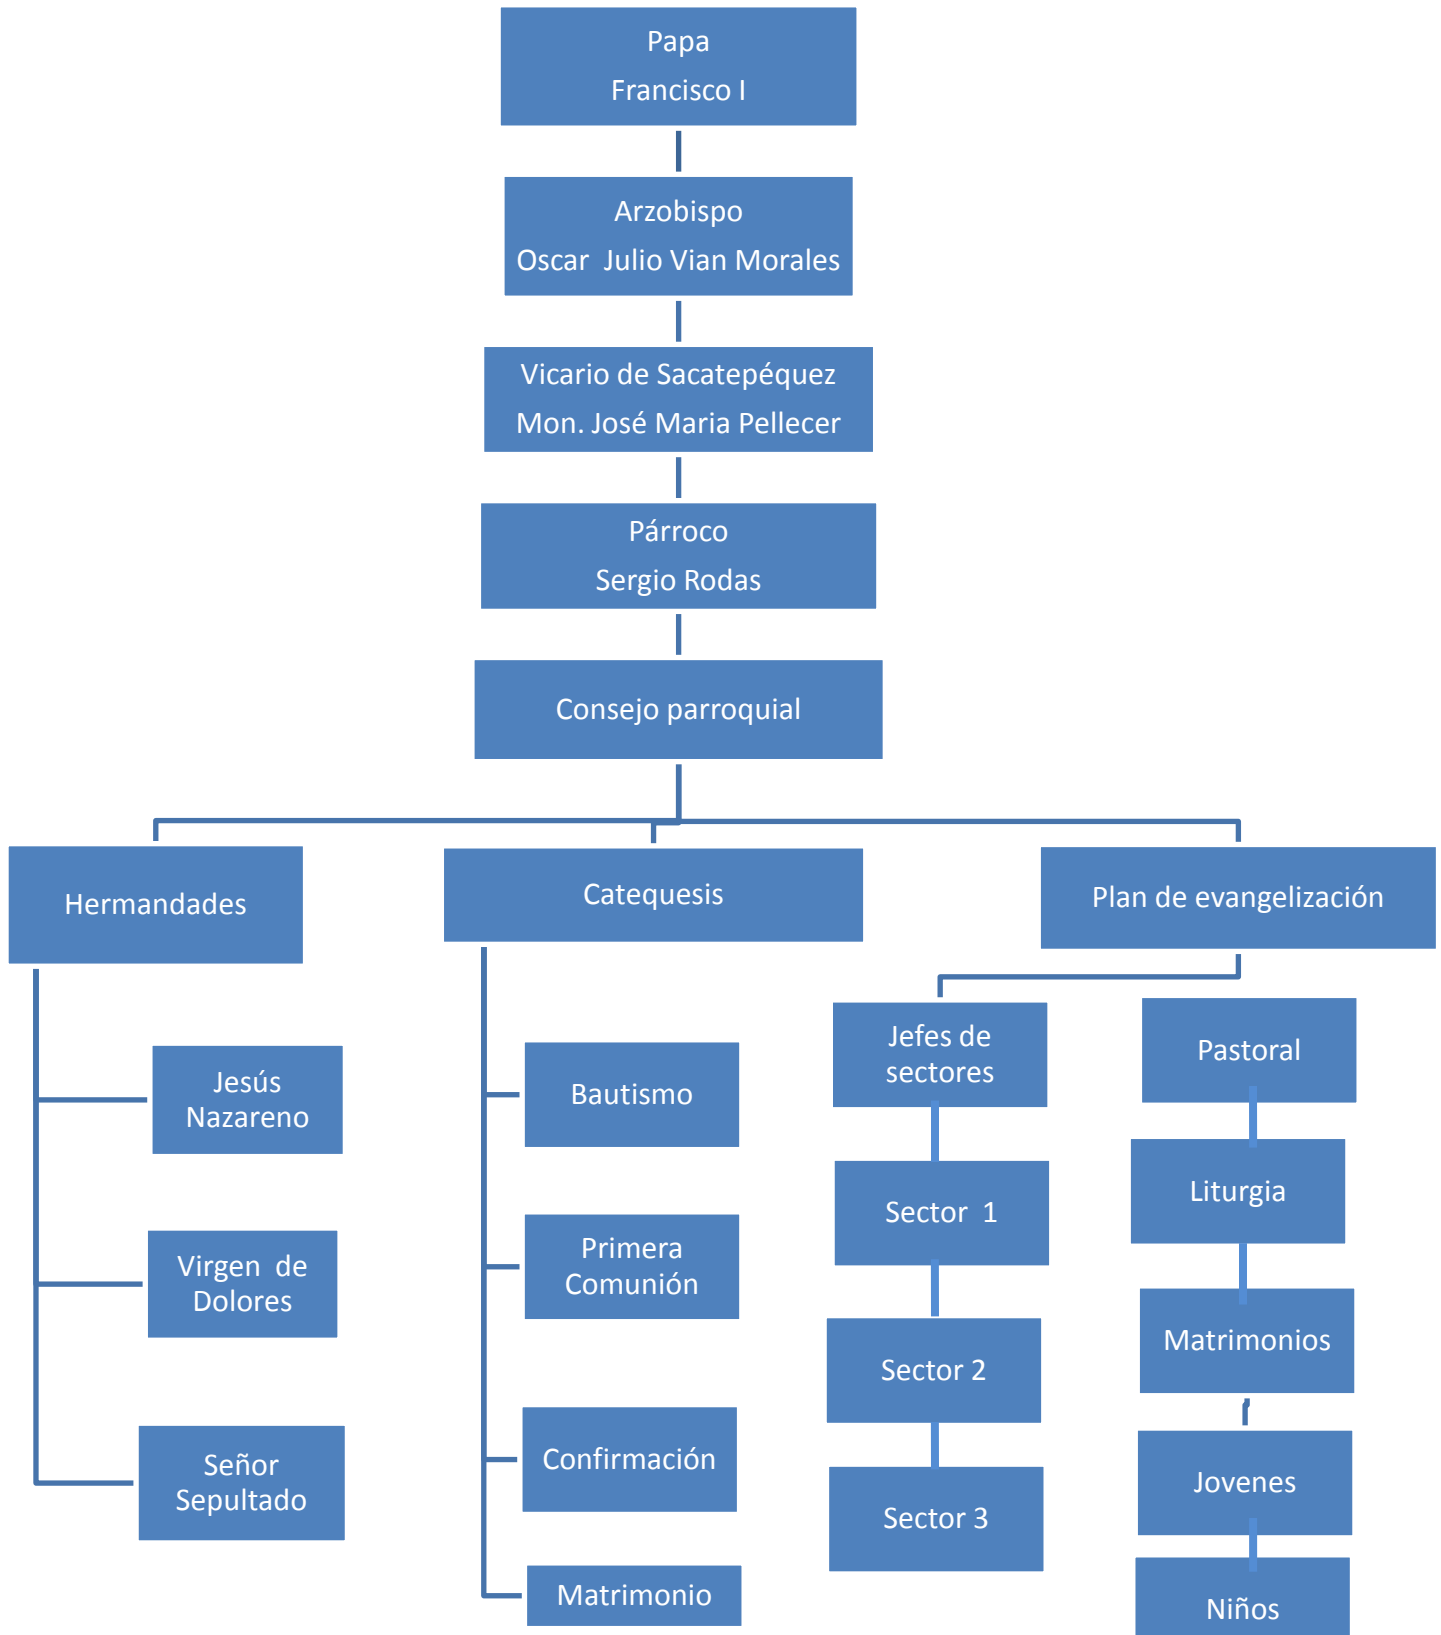 Papa
Francisco I
Arzobispo
Oscar  Julio Vian Morales
Vicario de Sacatepéquez
Mon. José Maria Pellecer
Párroco
Sergio Rodas
Consejo parroquial
Hermandades
Catequesis
Plan de evangelización
Jesús
Nazareno
Virgen  de
Dolores
Señor
Sepultado
Bautismo
Primera
Comunión
Confirmación
Matrimonio
Jefes de
sectores
Sector  1
Sector 2
Sector 3
Pastoral
Liturgia
Matrimonios
Jovenes
Niños